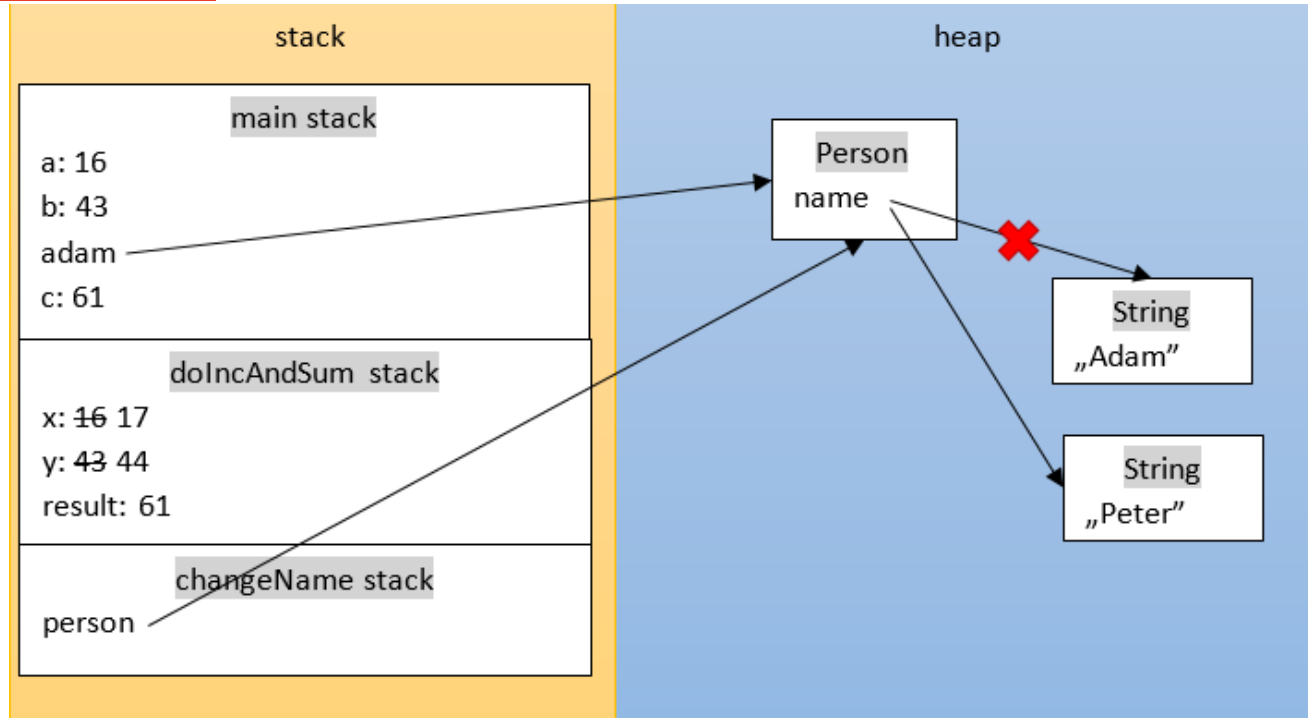 stack
main stack
a: 16
b: 43
adam
c: 61
doIncAndSum stack
x: 16 17
y: 43 44
result: 61
changeName stack
person
heap
Person
name
String
„Adam”
String
„Peter”